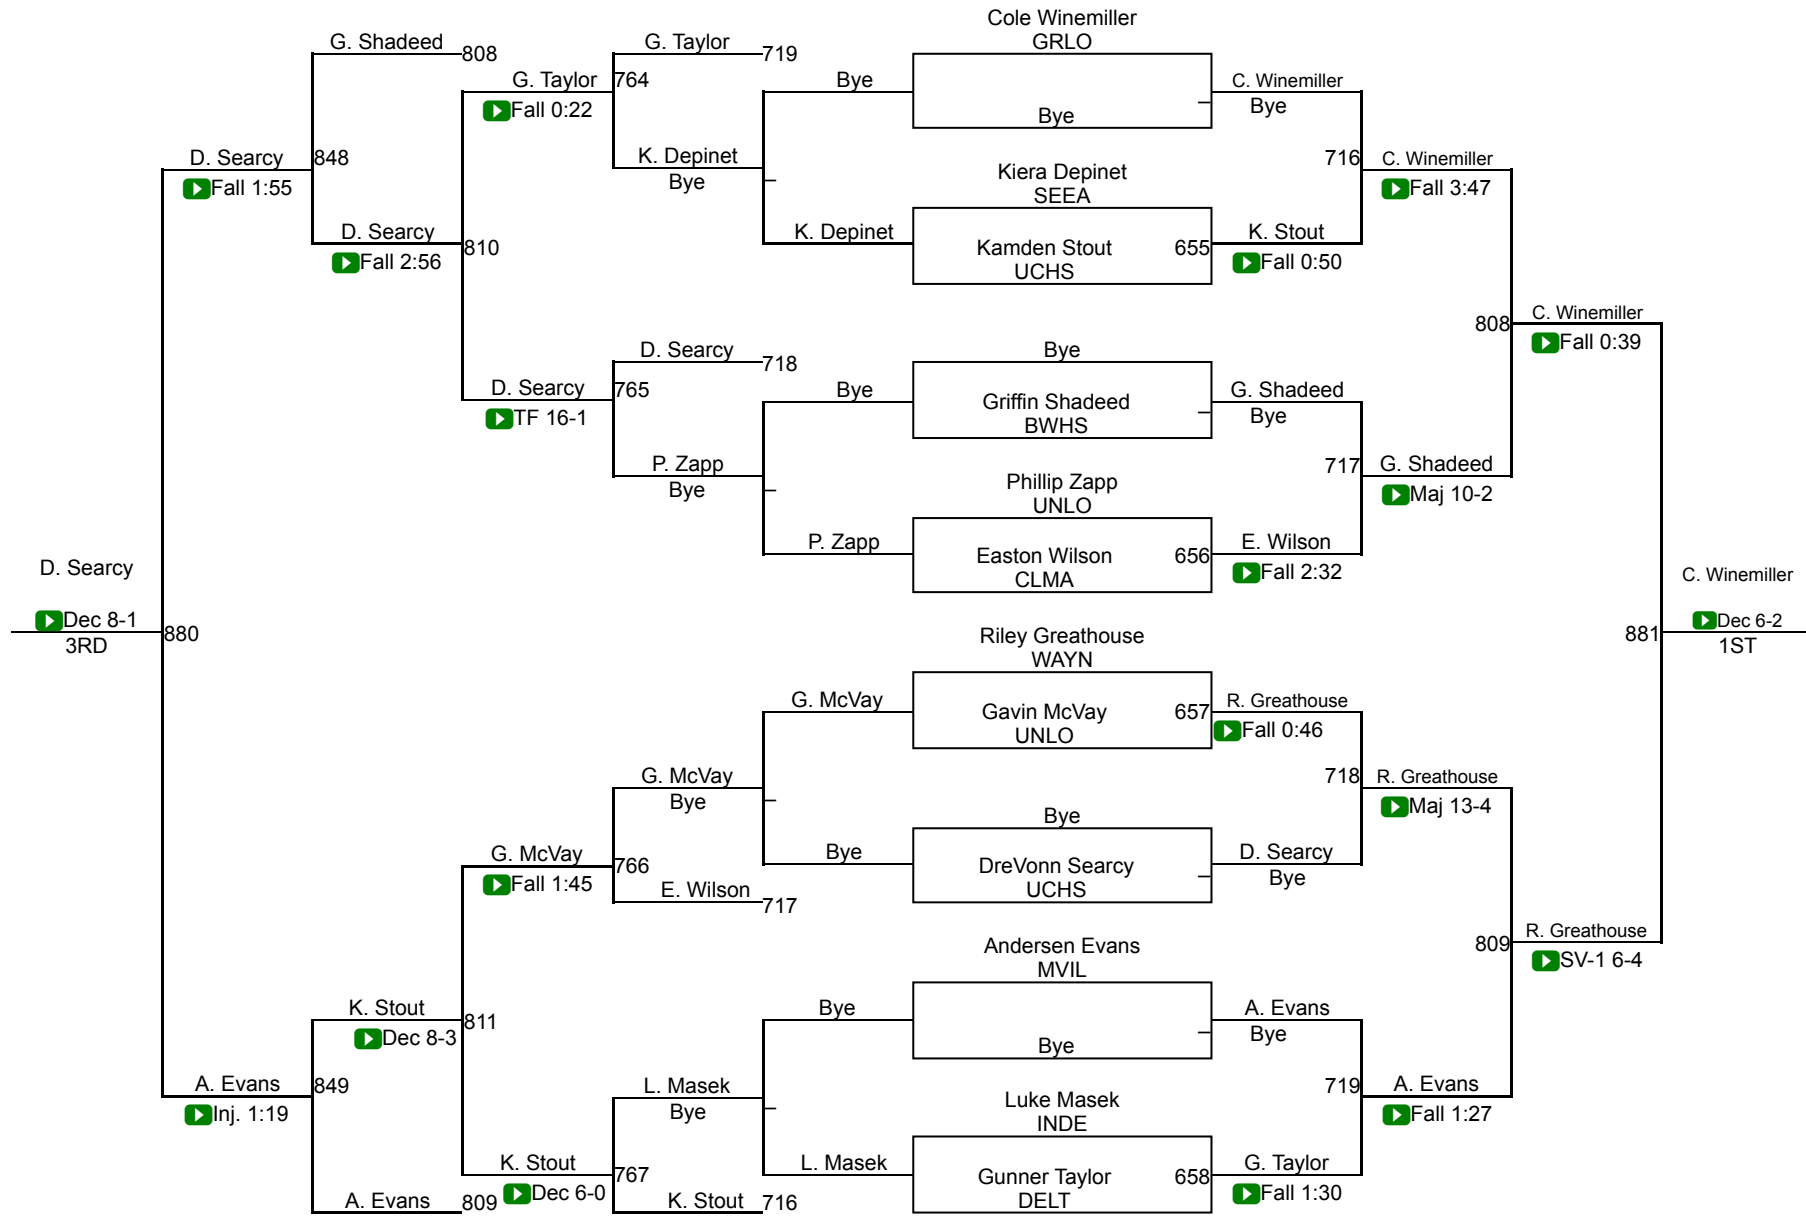 Cole Winemiller
GRLO
G. Shadeed
808
G. Taylor
719
G. Taylor
764
Fall 0:22
Bye
C. Winemiller
Bye
Bye
D. Searcy
848
Fall 1:55
K. Depinet
Bye
Kiera Depinet
SEEA
716
C. Winemiller
Fall 3:47
D. Searcy
810
Fall 2:56
K. Depinet
Kamden Stout
655
UCHS
K. Stout
Fall 0:50
808
C. Winemiller
Fall 0:39
D. Searcy
718
Bye
D. Searcy
765
TF 16-1
Bye
Griffin Shadeed
BWHS
G. Shadeed
Bye
P. Zapp
Bye
Phillip Zapp
UNLO
717
G. Shadeed
Maj 10-2
P. Zapp
Easton Wilson
656
CLMA
E. Wilson
Fall 2:32
D. Searcy
Dec 8-1
880
3RD
C. Winemiller
881
Dec 6-2
1ST
Riley Greathouse
WAYN
G. McVay
Gavin McVay
657
UNLO
R. Greathouse
Fall 0:46
G. McVay
Bye
718
R. Greathouse
Maj 13-4
Bye
G. McVay
766
Fall 1:45
Bye
DreVonn Searcy
UCHS
D. Searcy
Bye
E. Wilson
717
Andersen Evans
MVIL
809
R. Greathouse
SV-1 6-4
K. Stout
811
Dec 8-3
Bye
Bye
A. Evans
Bye
A. Evans
849
Inj. 1:19
L. Masek
Bye
Luke Masek
INDE
719
A. Evans
Fall 1:27
K. Stout
767
Dec 6-0
L. Masek
Gunner Taylor
658
DELT
G. Taylor
Fall 1:30
A. Evans
809
K. Stout
716